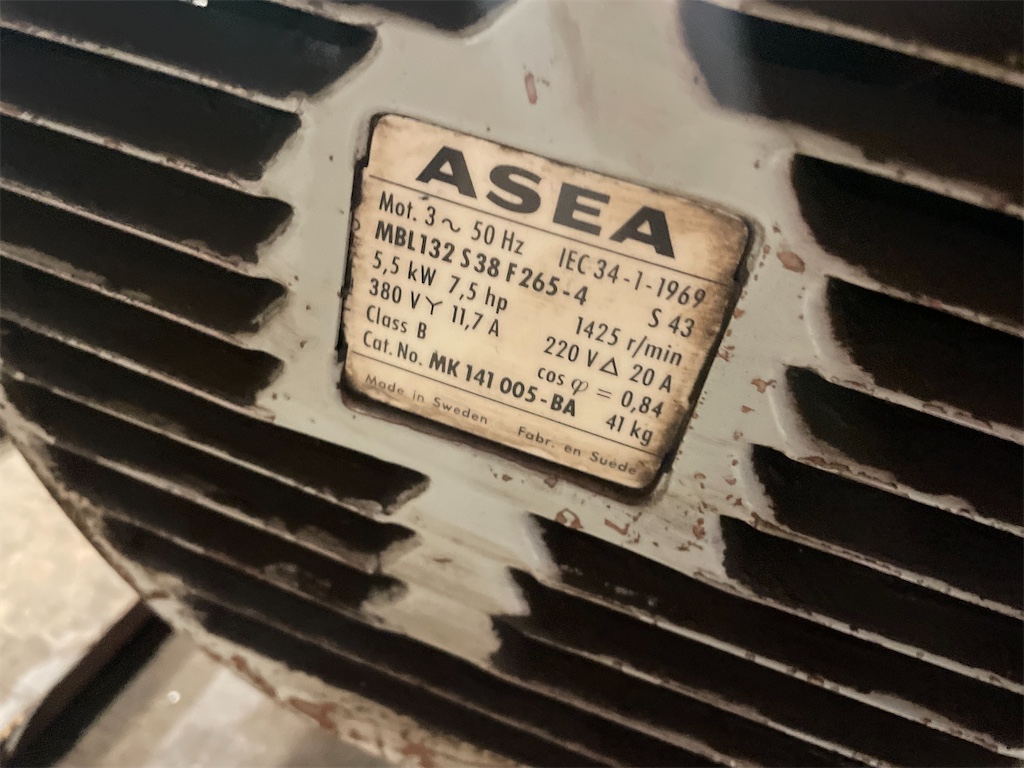 ASEA
Mot. 3~ 50 Hz IEC 34-1-1969
MBL132 S38 F265-4 S 43
5,5 kW 7,5 hp 1425 r/min
380 V Y 11,7 A 220 V △ 20 A
Class B cos φ = 0,84
Cat. No. MK 141 005-BA 41 kg
Made in Sweden Fabr. en Suède